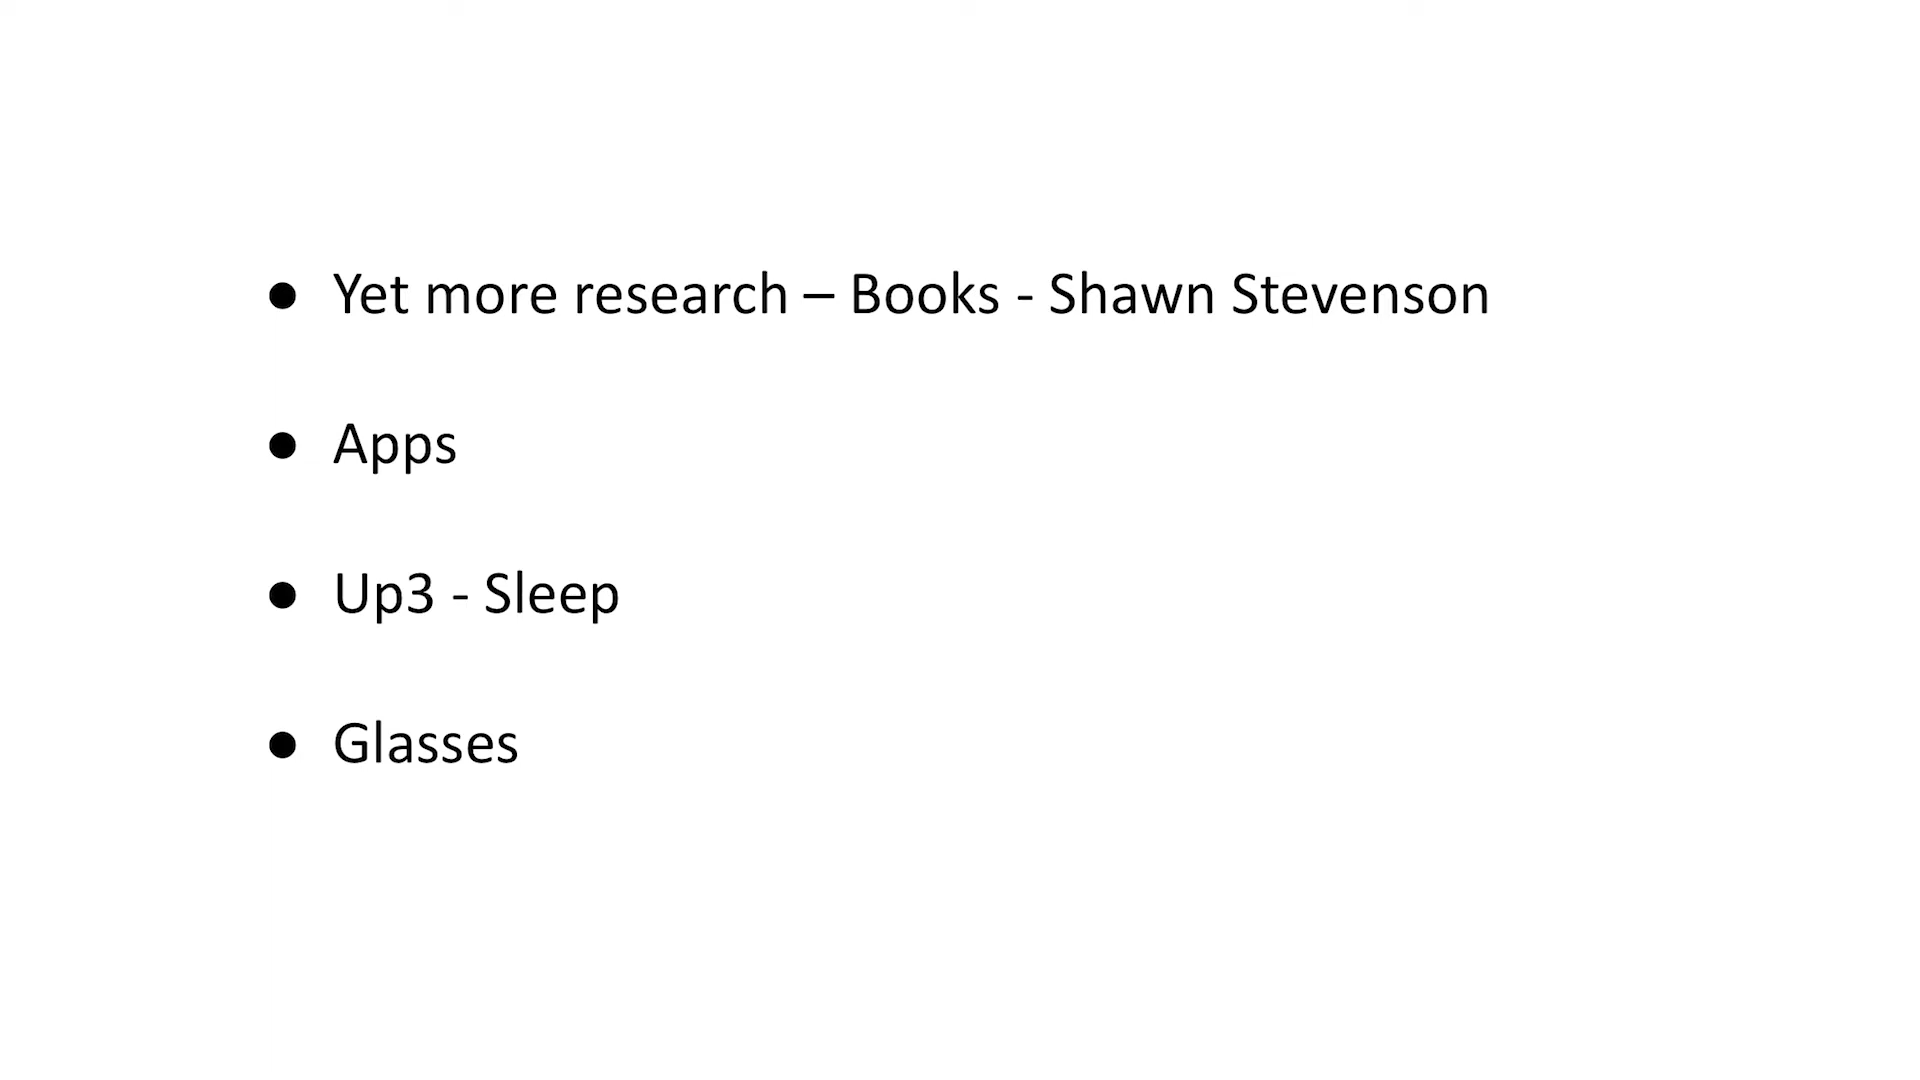 ● Yet more research – Books - Shawn Stevenson
● Apps
● Up3 - Sleep
● Glasses